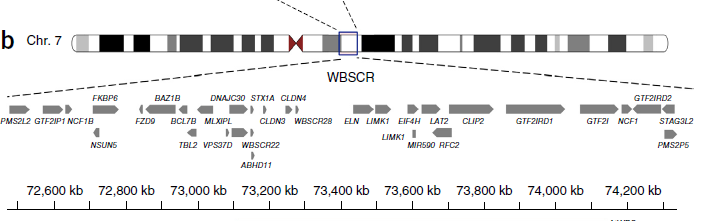 b Chr. 7
WBSCR
FKBP6 BAZ1B DNAJC30 STX1A CLDN4 GTF2IRD2
PMS2L2 GTF2IP1 NCF1B FZD9 BCL7B MLXIPL CLDN3 WBSCR28 ELN LIMK1 EIF4H LAT2 CLIP2 GTF2IRD1 GTF2I NCF1 STAG3L2
LIMK1
NSUN5 TBL2 VPS37D WBSCR22 MIR590 RFC2 PMS2P5
ABHD11
72,600 kb 72,800 kb 73,000 kb 73,200 kb 73,400 kb 73,600 kb 73,800 kb 74,000 kb 74,200 kb